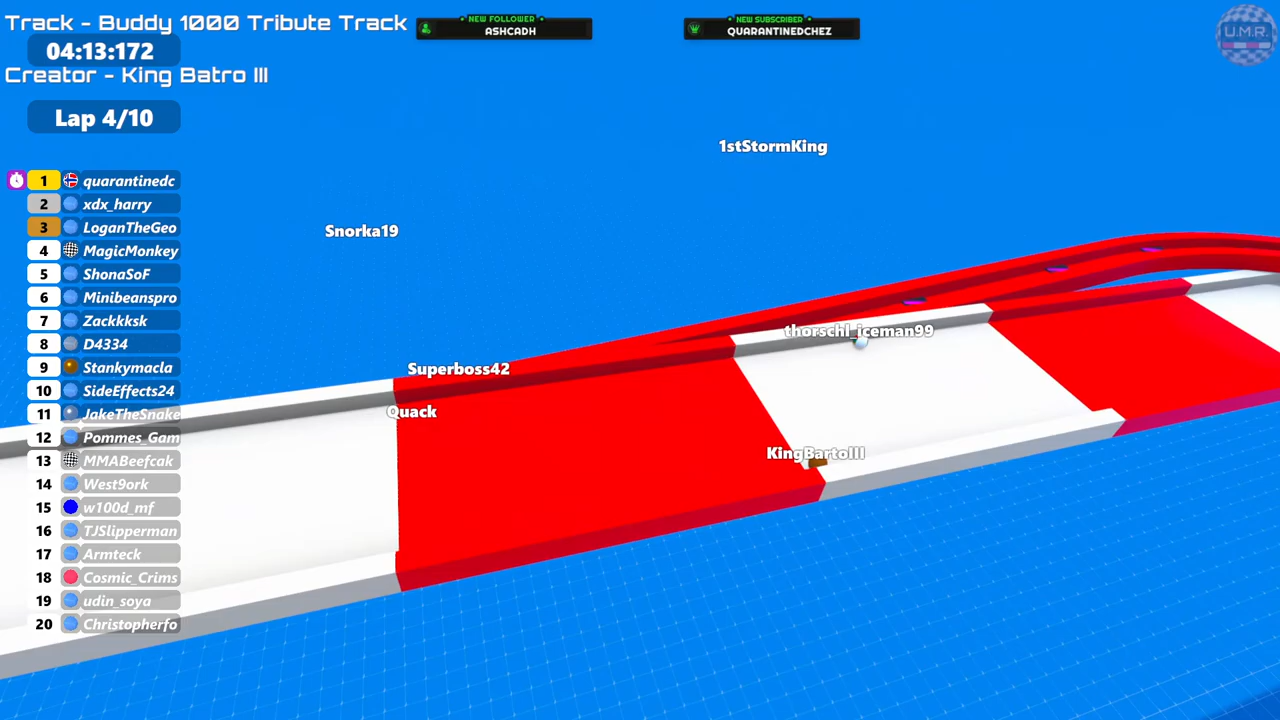 Track - Buddy 1000 Tribute Track
04:13:172
Creator - King Batro III
Lap 4/10
NEW FOLLOWER
ASHCADH
NEW SUBSCRIBER
QUARANTINEDCHEZ
U.M.R.
1 quarantinedc
2 xdx_harry
3 LoganTheGeo
4 MagicMonkey
5 ShonaSoF
6 Minibeanspro
7 Zackkksk
8 D4334
9 Stankymacla
10 SideEffects24
11 JakeTheSnake
12 Pommes_Gam
13 MMABeefcak
14 West9ork
15 w100d_mf
16 TJSlipperman
17 Armteck
18 Cosmic_Crims
19 udin_soya
20 Christopherfo
1stStormKing
Snorka19
thorschl_iceman99
Superboss42
Quack
KingBartoIII